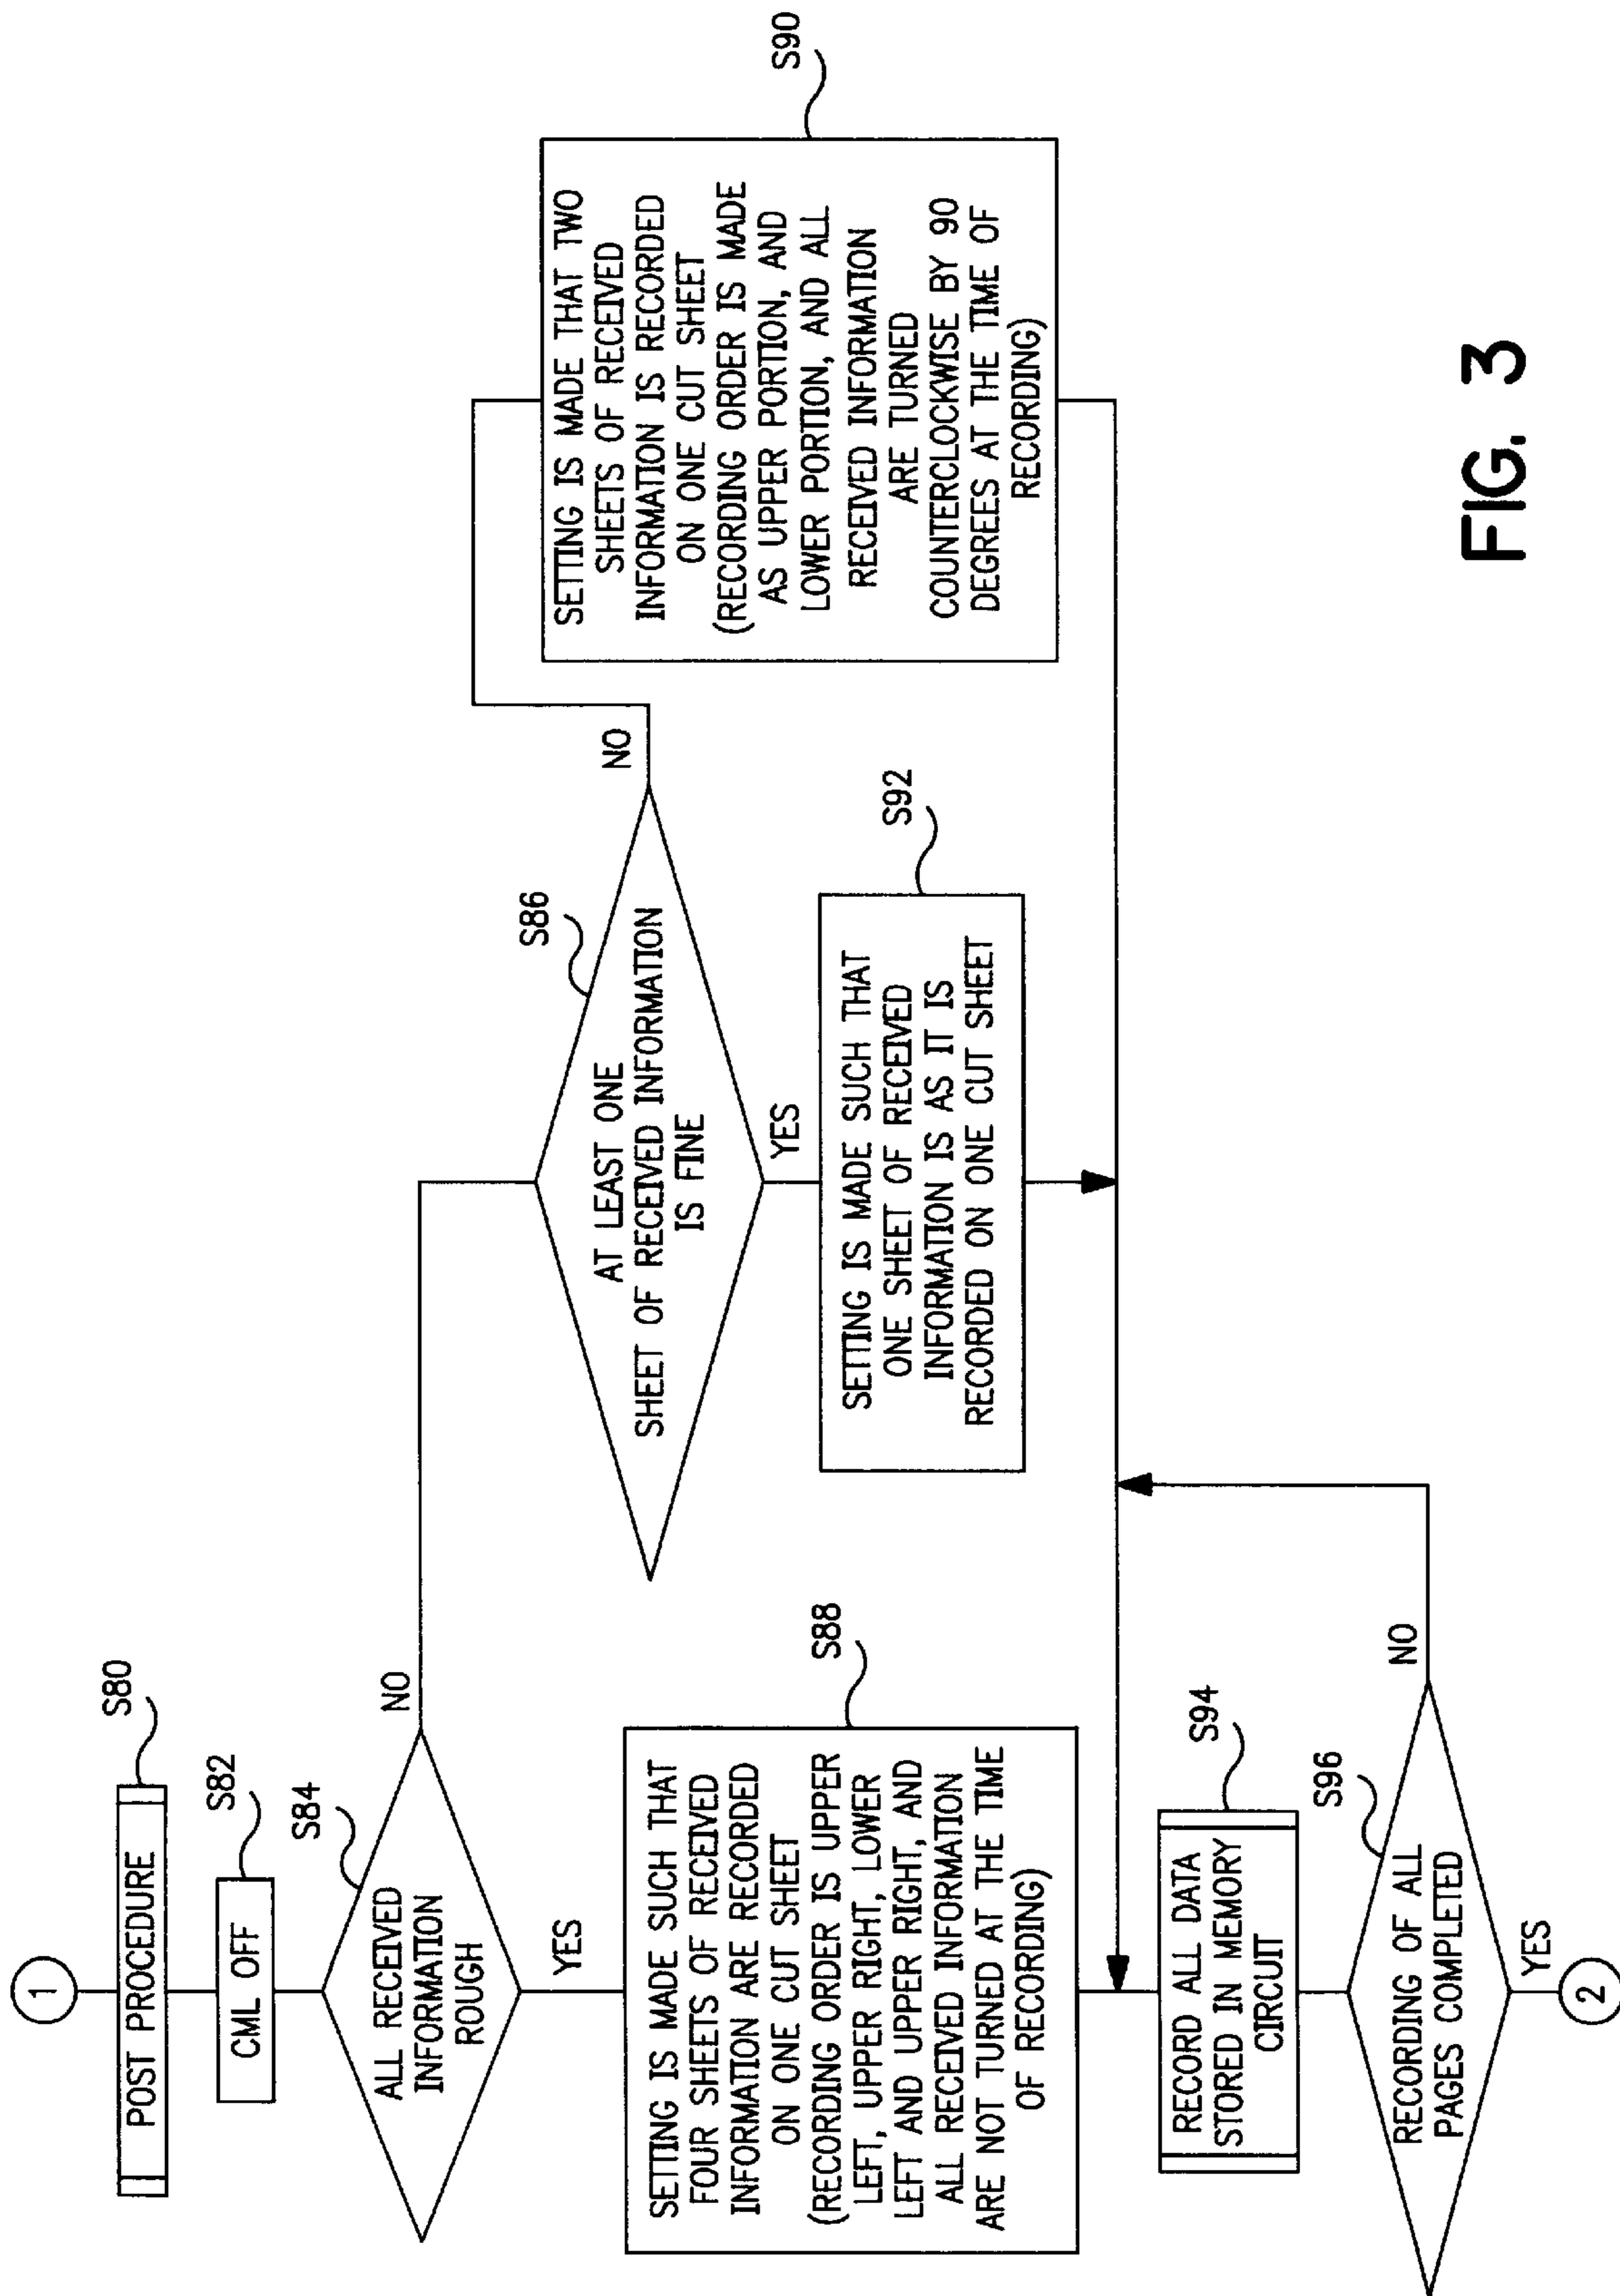 1
POST PROCEDURE
S80
CML OFF
S82
ALL RECEIVED
INFORMATION
ROUGH
S84
NO
YES
SETTING IS MADE SUCH THAT
FOUR SHEETS OF RECEIVED
INFORMATION ARE RECORDED
ON ONE CUT SHEET
(RECORDING ORDER IS UPPER
LEFT, UPPER RIGHT, LOWER
LEFT AND UPPER RIGHT, AND
ALL RECEIVED INFORMATION
ARE NOT TURNED AT THE TIME
OF RECORDING)
S88
AT LEAST ONE
SHEET OF RECEIVED INFORMATION
IS FINE
S86
NO
YES
SETTING IS MADE SUCH THAT
ONE SHEET OF RECEIVED
INFORMATION IS AS IT IS
RECORDED ON ONE CUT SHEET
S92
SETTING IS MADE THAT TWO
SHEETS OF RECEIVED
INFORMATION IS RECORDED
ON ONE CUT SHEET
(RECORDING ORDER IS MADE
AS UPPER PORTION, AND
LOWER PORTION, AND ALL
RECEIVED INFORMATION
ARE TURNED
COUNTERCLOCKWISE BY 90
DEGREES AT THE TIME OF
RECORDING)
S90
RECORD ALL DATA
STORED IN MEMORY
CIRCUIT
S94
RECORDING OF ALL
PAGES COMPLETED
S96
NO
YES
2
FIG. 3